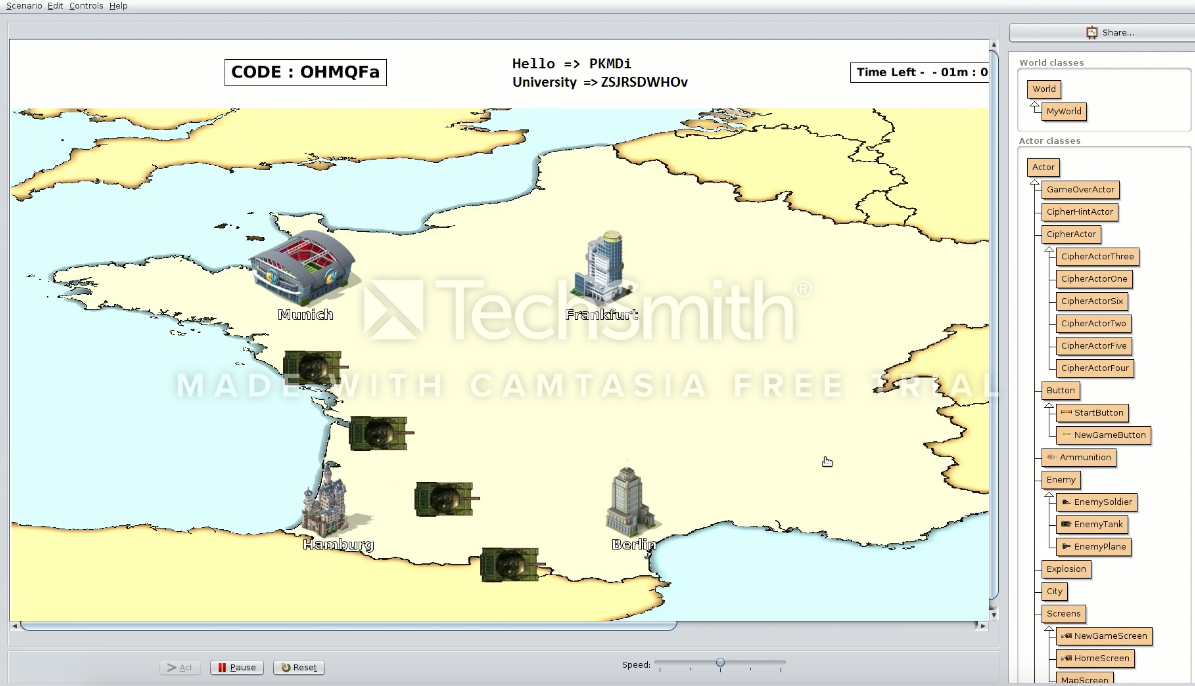 Scenario Edit Controls Help
Share...
CODE : OHMQFa
Hello => PKMDi
University => ZSJRSDWHOv
Time Left - - 01m : 0
World classes
World
MyWorld
Actor classes
Actor
GameOverActor
CipherHintActor
CipherActor
CipherActorThree
CipherActorOne
CipherActorSix
CipherActorTwo
CipherActorFive
CipherActorFour
Button
StartButton
NewGameButton
Ammunition
Enemy
EnemySoldier
EnemyTank
EnemyPlane
Explosion
City
Screens
NewGameScreen
HomeScreen
MapScreen
Munich
Frankfurt
TechSmith®
MADE WITH CAMTASIA FREE TRIAL
Hamburg
Berlin
Act Pause Reset
Speed: